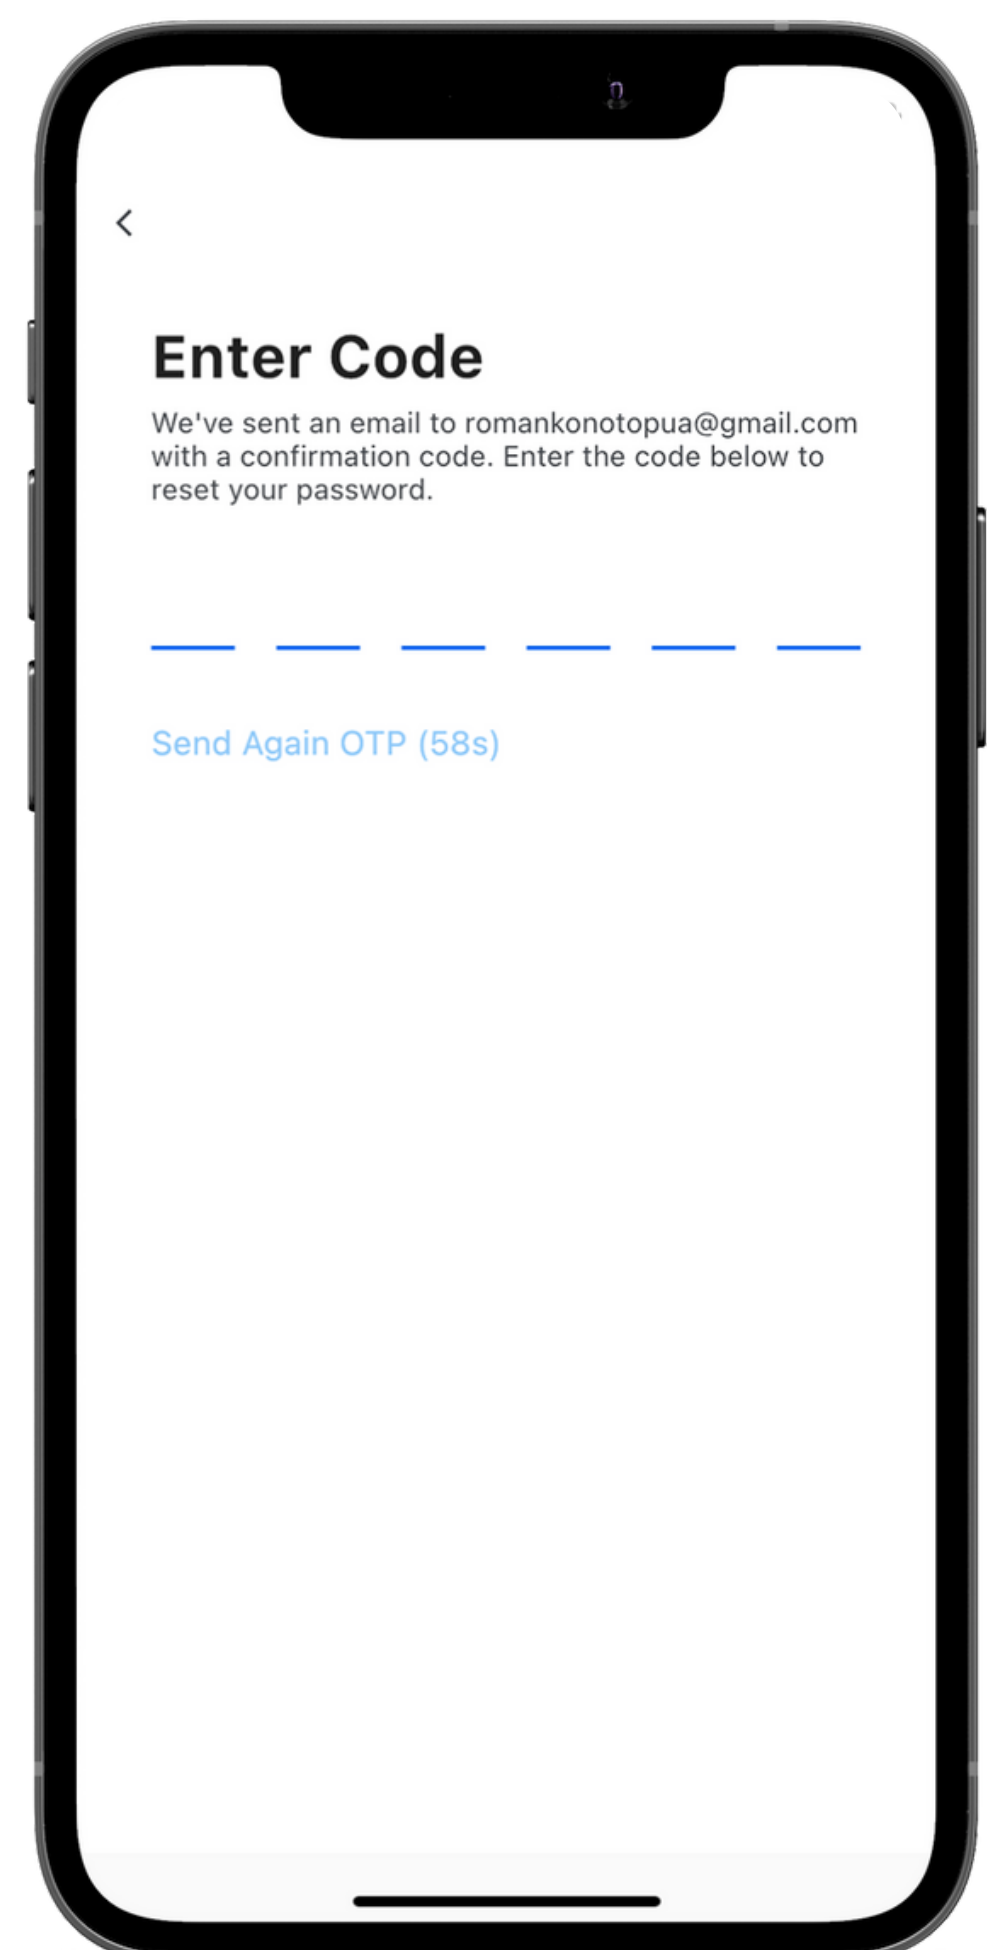 Enter Code
We've sent an email to romankonotopua@gmail.com
with a confirmation code. Enter the code below to
reset your password.
Send Again OTP (58s)